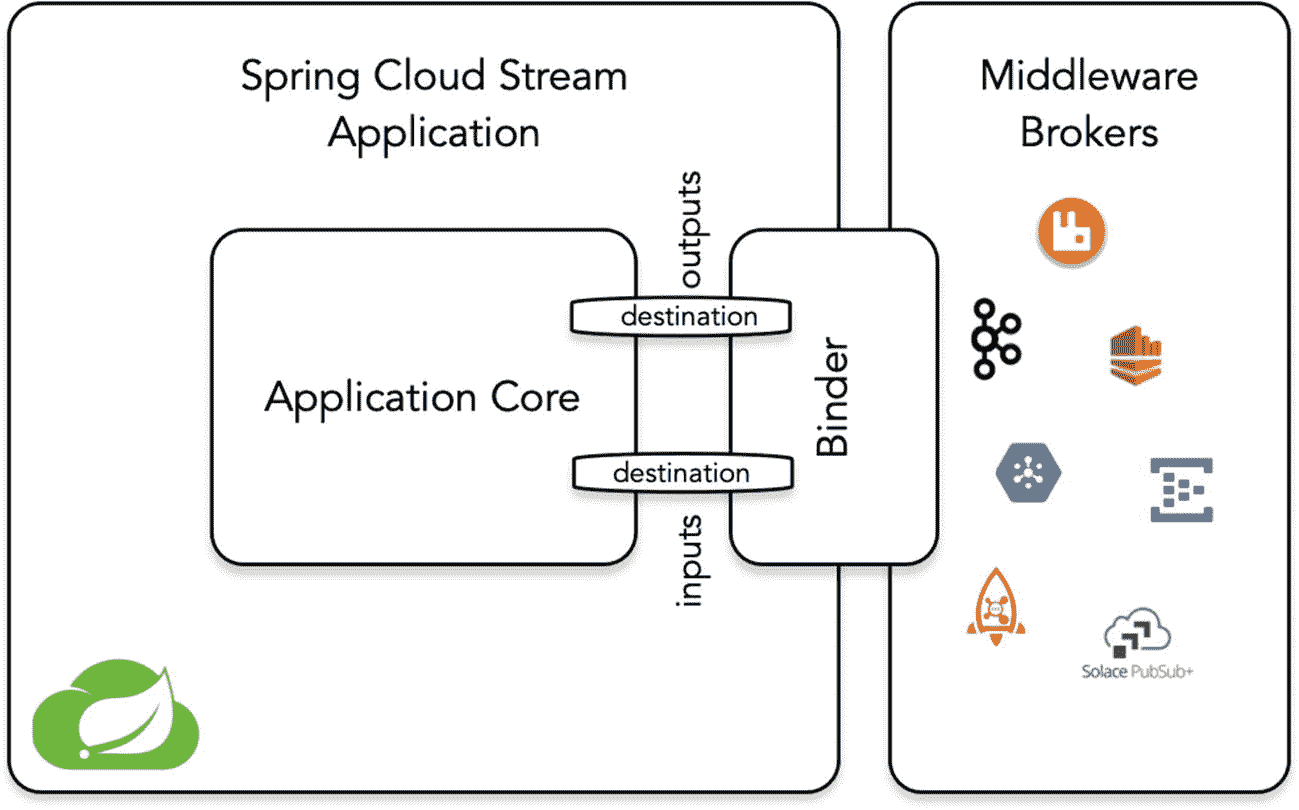 Spring Cloud Stream
Application
outputs
destination
Application Core
Binder
destination
inputs
Middleware
Brokers
Solace PubSub+